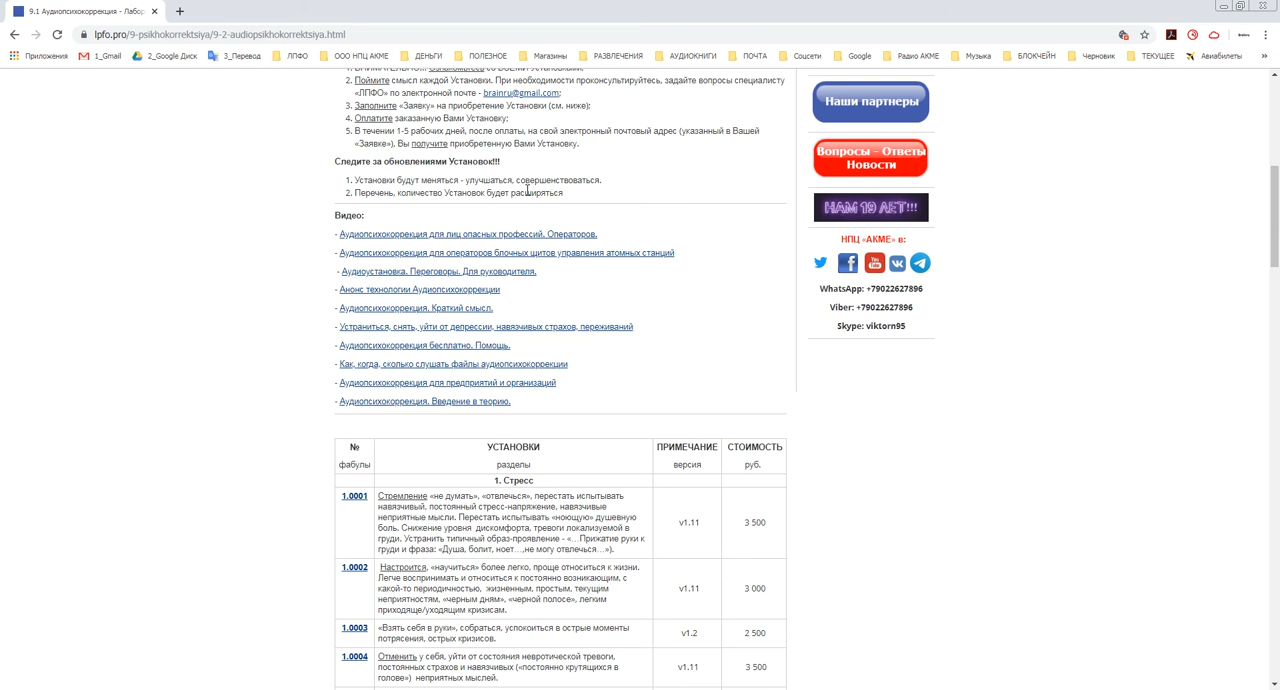 9.1 Аудиопсихокоррекция - Лабор
lpfo.pro/9-psikhokorrektsiya/9-2-audiopsikhokorrektsiya.html
Приложения 1_Gmail 2_Google Диск 3_Перевод ЛПФО ООО НПЦ АКМЕ ДЕНЬГИ ПОЛЕЗНОЕ Магазины РАЗВЛЕЧЕНИЯ АУДИОКНИГИ ПОЧТА Соцсети Google Радио АКМЕ Музыка БЛОКЧЕЙН Черновик ТЕКУЩЕЕ Авиабилеты »
2. Поймите смысл каждой Установки. При необходимости проконсультируйтесь, задайте вопросы специалисту
«ЛПФО» по электронной почте - brainru@gmail.com;
3. Заполните «Заявку» на приобретение Установки (см. ниже);
4. Оплатите заказанную Вами Установку;
5. В течении 1-5 рабочих дней, после оплаты, на свой электронный почтовый адрес (указанный в Вашей
«Заявке»), Вы получите приобретенную Вами Установку.
Следите за обновлениями Установок!!!
1. Установки будут меняться - улучшаться, совершенствоваться.
2. Перечень, количество Установок будет расширяться
Видео:
- Аудиопсихокоррекция для лиц опасных профессий. Операторов.
- Аудиопсихокоррекция для операторов блочных щитов управления атомных станций
- Аудиоустановка. Переговоры. Для руководителя.
- Анонс технологии Аудиопсихокоррекции
- Аудиопсихокоррекция. Краткий смысл.
- Устраниться, снять, уйти от депрессии, навязчивых страхов, переживаний
- Аудиопсихокоррекция бесплатно. Помощь.
- Как, когда, сколько слушать файлы аудиопсихокоррекции
- Аудиопсихокоррекция для предприятий и организаций
- Аудиопсихокоррекция. Введение в теорию.
№ УСТАНОВКИ ПРИМЕЧАНИЕ СТОИМОСТЬ
фабулы разделы версия руб.
1. Стресс
1.0001 Стремление «не думать», «отвлечься», перестать испытывать
навязчивый, постоянный стресс-напряжение, навязчивые
неприятные мысли. Перестать испытывать «ноющую» душевную
боль. Снижение уровня дискомфорта, тревоги локализуемой в
груди. Устранить типичный образ-проявление - «…Прижатие руки к
груди и фраза: «Душа, болит, ноет…,не могу отвлечься…»).
v1.11 3 500
1.0002 Настроится, «научиться» более легко, проще относиться к жизни.
Легче воспринимать и относиться к постоянно возникающим, с
какой-то периодичностью, жизненным, простым, текущим
неприятностям, «черным дням», «черной полосе», легким
приходяще/уходящим кризисам.
v1.11 3 000
1.0003 «Взять себя в руки», собраться, успокоиться в острые моменты
потрясения, острых кризисов.
v1.2 2 500
1.0004 Отменить у себя, уйти от состояния невротической тревоги,
постоянных страхов и навязчивых («постоянно крутящихся в
голове») неприятных мыслей.
v1.11 3 500
Наши партнеры
Вопросы - Ответы
Новости
НАМ 19 ЛЕТ!!!
НПЦ «АКМЕ» в:
WhatsApp: +79022627896
Viber: +79022627896
Skype: viktorn95